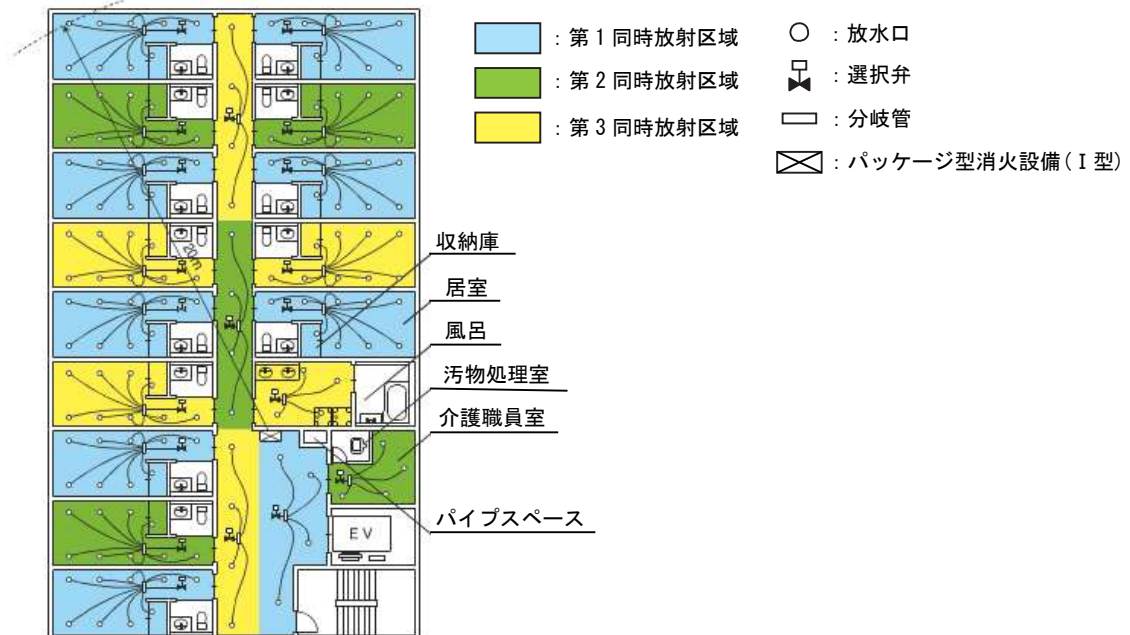 ：第１同時放射区域
：第２同時放射区域
：第３同時放射区域
：放水口
：選択弁
：分岐管
：パッケージ型消火設備(Ⅰ型)
20m
収納庫
居室
風呂
汚物処理室
介護職員室
パイプスペース
EV